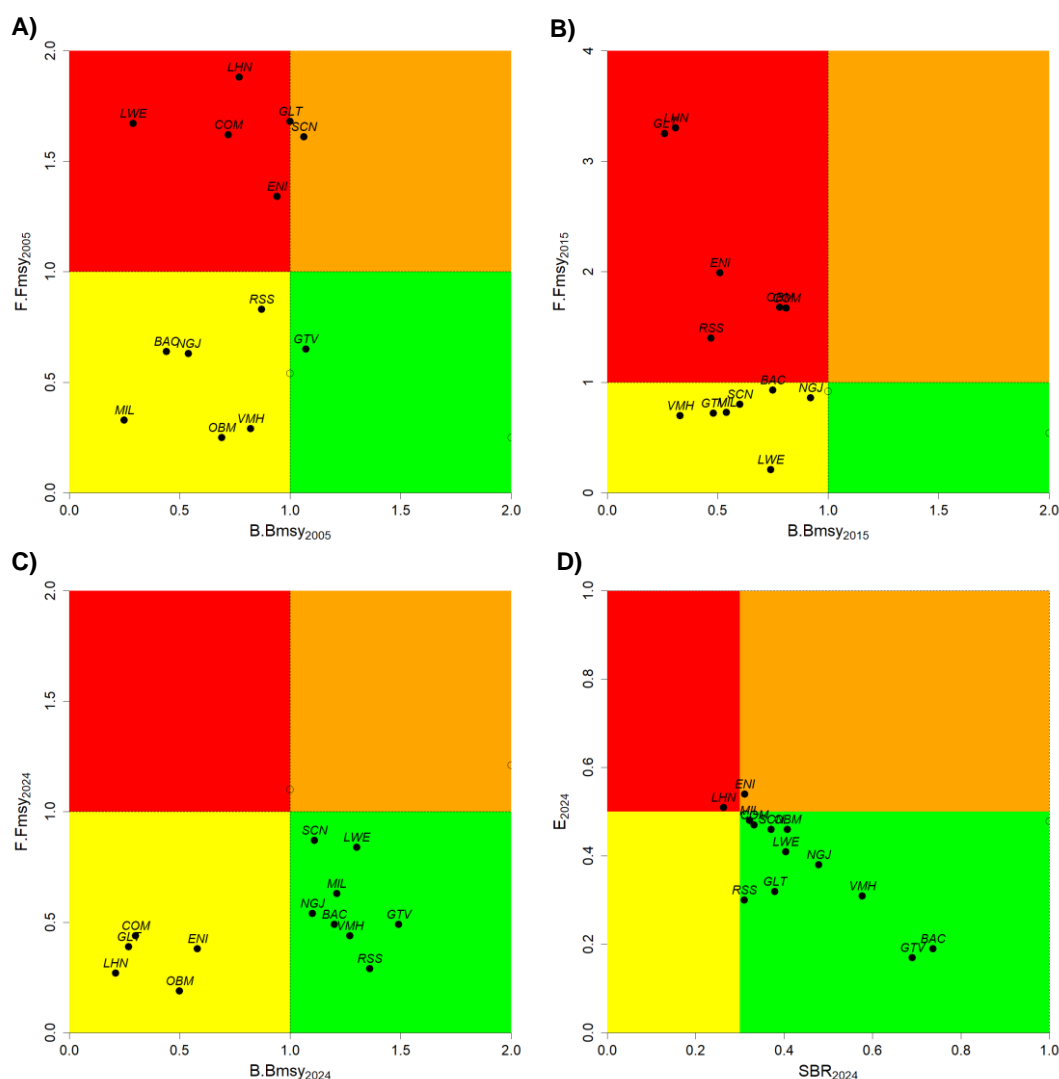 A)
2.0
1.5
1.0
0.5
0.0
F.Fmsy2005
LHN
LWE
GLT
COM
SCN
ENI
RSS
BAC
NGJ
GTV
MIL
VMH
OBM
0.0 0.5 1.0 1.5 2.0
B.Bmsy2005
B)
4
3
2
1
0
F.Fmsy2015
LHN
ENI
COM
RSS
BAC
NGJ
SCN
VMH
MIL
LWE
0.0 0.5 1.0 1.5 2.0
B.Bmsy2015
C)
2.0
1.5
1.0
0.5
0.0
F.Fmsy2024
SCN
LWE
MIL
NGJ
BAC
VMH
GTV
COM
GLT
ENI
LHN
OBM
RSS
0.0 0.5 1.0 1.5 2.0
B.Bmsy2024
D)
1.0
0.8
0.6
0.4
0.2
0.0
E2024
ENI
LHN
OBM
LWE
NGJ
GLT
RSS
VMH
BAC
GTV
0.0 0.2 0.4 0.6 0.8 1.0
SBR2024